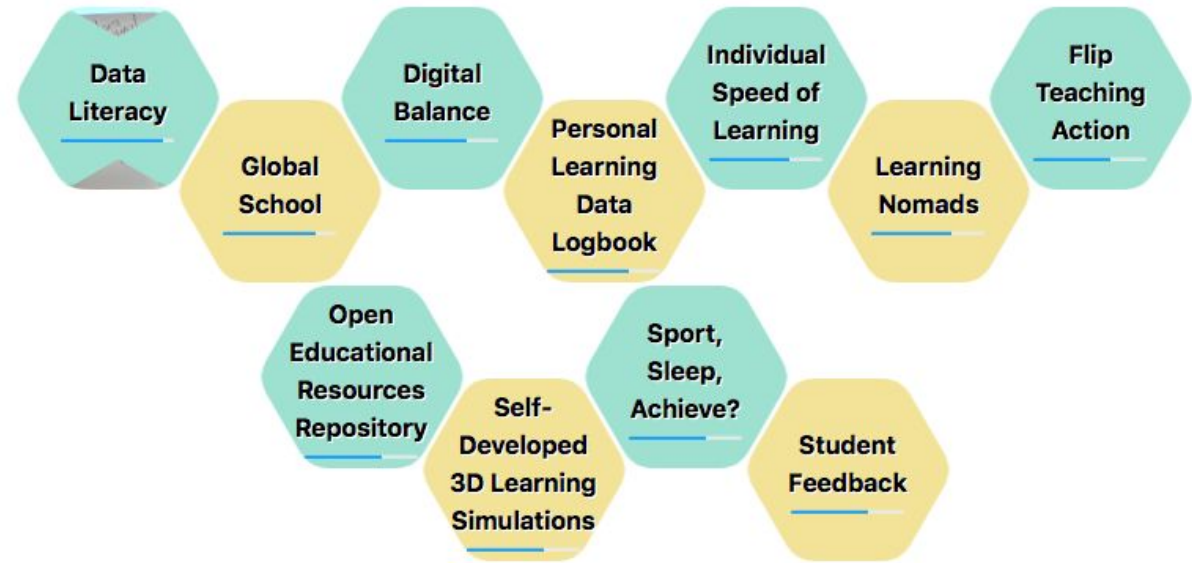 Data
Literacy
Global
School
Digital
Balance
Personal
Learning
Data
Logbook
Individual
Speed of
Learning
Learning
Nomads
Flip
Teaching
Action
Open
Educational
Resources
Repository
Self-
Developed
3D Learning
Simulations
Sport,
Sleep,
Achieve?
Student
Feedback